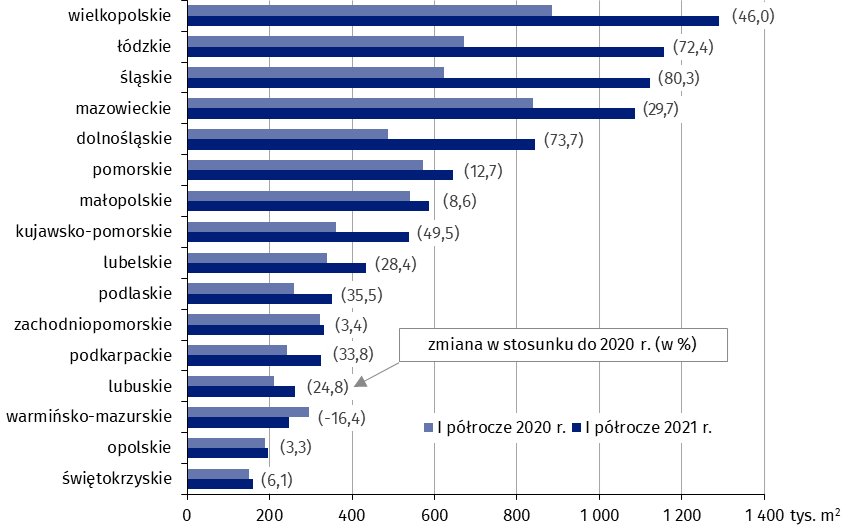 wielkopolskie (46,0)
łódzkie (72,4)
śląskie (80,3)
mazowieckie (29,7)
dolnośląskie (73,7)
pomorskie (12,7)
małopolskie (8,6)
kujawsko-pomorskie (49,5)
lubelskie (28,4)
podlaskie (35,5)
zachodniopomorskie (3,4)
zmiana w stosunku do 2020 r. (w %)
podkarpackie (33,8)
lubuskie (24,8)
warmińsko-mazurskie (-16,4)
I półrocze 2020 r. I półrocze 2021 r.
opolskie (3,3)
świętokrzyskie (6,1)
0 200 400 600 800 1 000 1 200 1 400 tys. m²